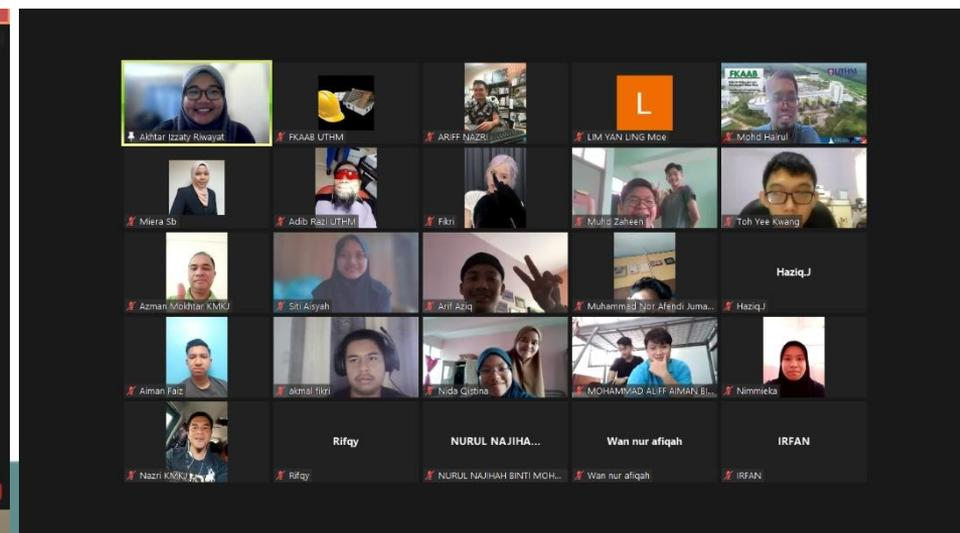 Akhtar Izzaty Riwayat
FKAAB UTHM
ARIFF NAZRI
L
LIM YAN LING Moe
FKAAB
UTHM
Mohd Hairul
Miera Sb
Adib Razi UTHM
Fikri
Muhd Zaheen
Toh Yee Kwang
Azman Mokhtar KMKJ
Siti Aisyah
Arif Aziq
Muhammad Nor Afendi Juma...
Haziq.J
Haziq.J
Aiman Faiz
akmal fikri
Nida Qistina
MOHAMMAD ALIFF AIMAN BI...
Nimmieka
Nazri KMKJ
Rifqy
Rifqy
NURUL NAJIHA...
NURUL NAJIHAH BINTI MOH...
Wan nur afiqah
Wan nur afiqah
IRFAN
IRFAN